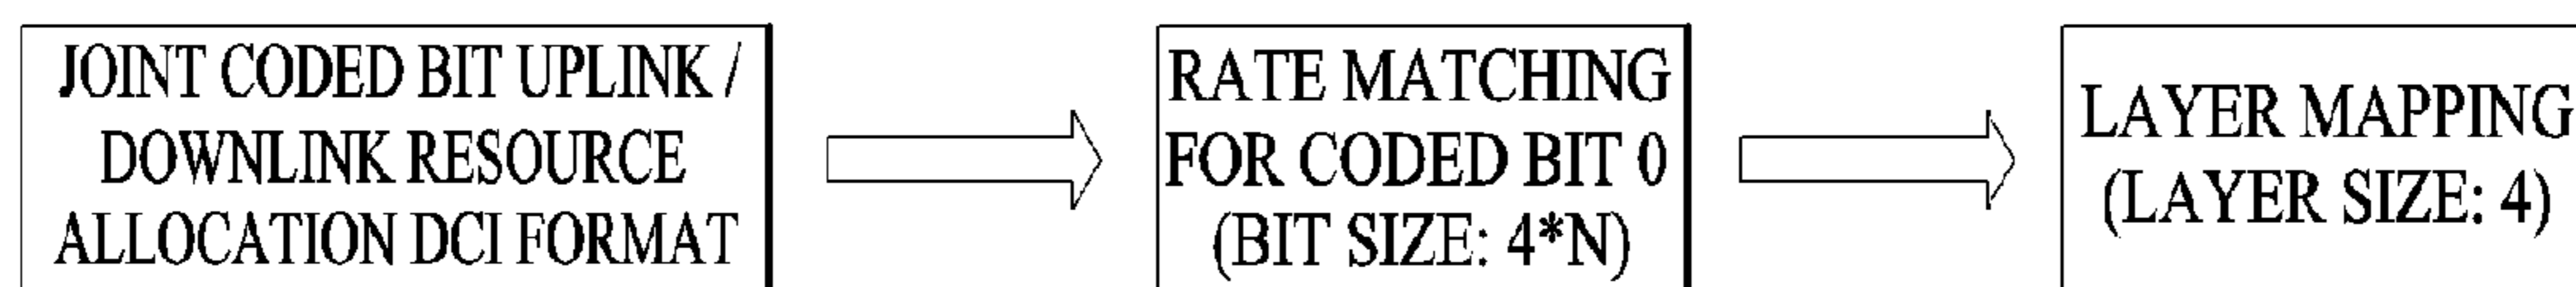 JOINT CODED BIT UPLINK /
DOWNLINK RESOURCE
ALLOCATION DCI FORMAT
RATE MATCHING
FOR CODED BIT 0
(BIT SIZE: 4*N)
LAYER MAPPING
(LAYER SIZE: 4)